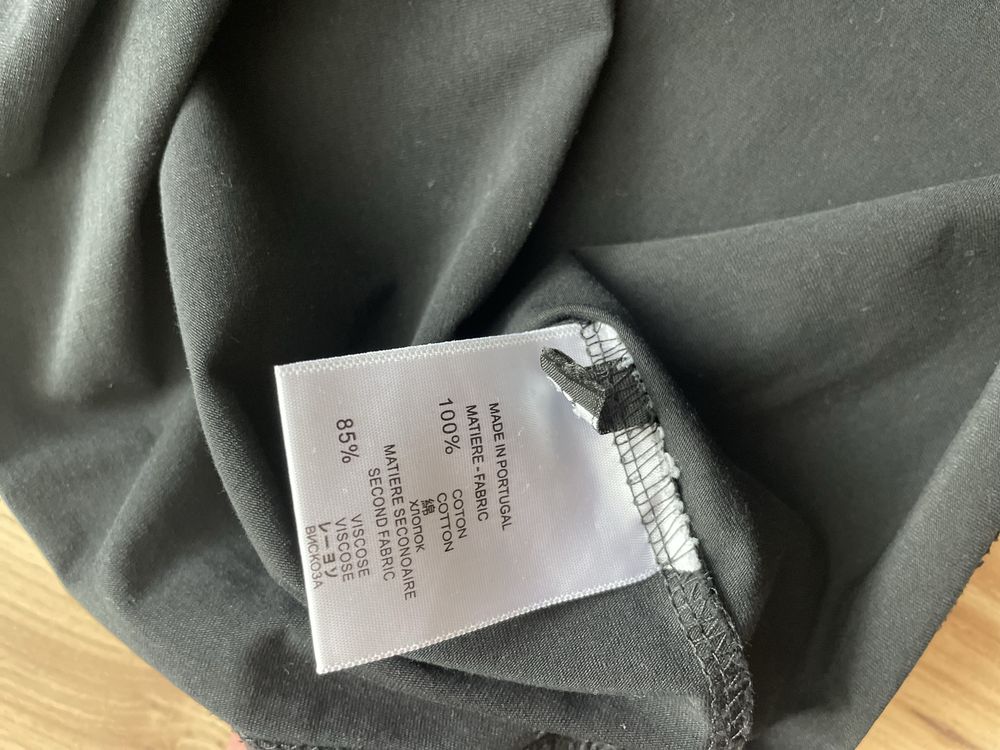 MADE IN PORTUGAL
MATIERE - FABRIC
100% COTON
COTTON
綿
ХЛОПОК
MATIERE SECONOAIRE
SECOND FABRIC
85% VISCOSE
VISCOSE
レーヨン
ВИСКОЗА